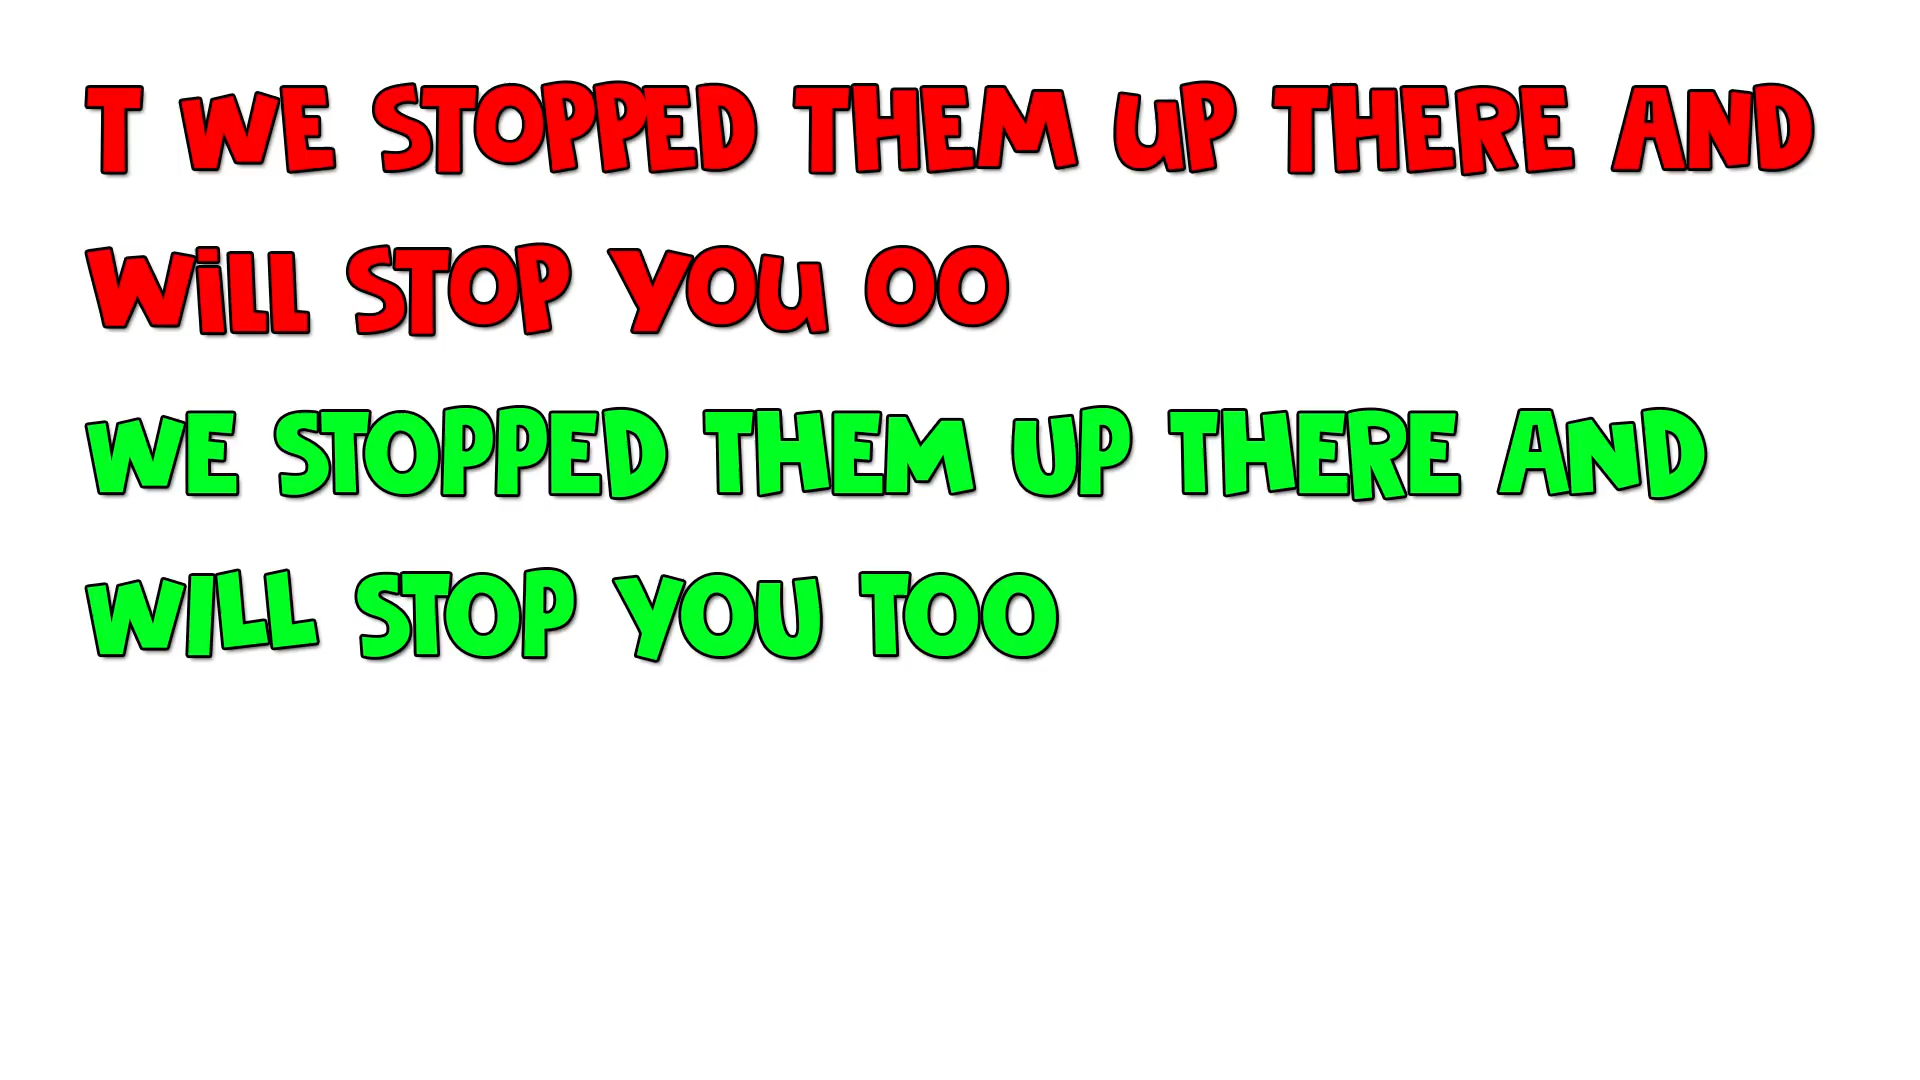 T WE STOPPED THEM UP THERE AND
WiLL STOP YOU OO
WE STOPPED THEM UP THERE AND
WILL STOP YOU TOO